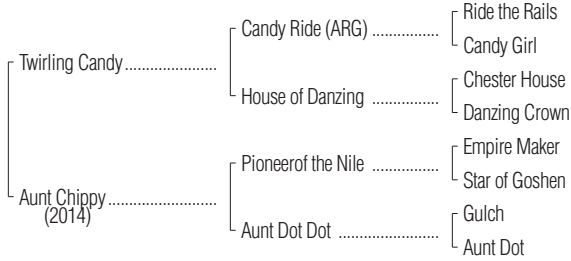 Ride the Rails
Candy Ride (ARG) ................
Candy Girl
Twirling Candy ......................
Chester House
House of Danzing ................
Danzing Crown
Empire Maker
Pioneerof the Nile ................
Star of Goshen
Aunt Chippy ..........................
(2014)
Gulch
Aunt Dot Dot ........................
Aunt Dot